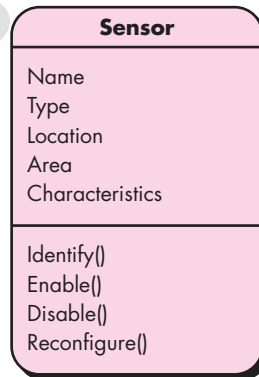 Sensor
Name
Type
Location
Area
Characteristics
Identify()
Enable()
Disable()
Reconfigure()